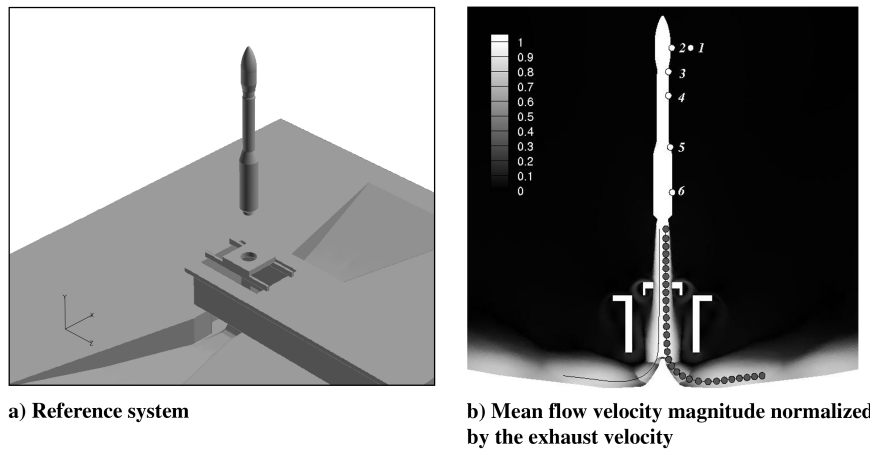 Y
X
Z
a) Reference system
1
0.9
0.8
0.7
0.6
0.5
0.4
0.3
0.2
0.1
0
2 1
3
4
5
6
b) Mean flow velocity magnitude normalized
by the exhaust velocity